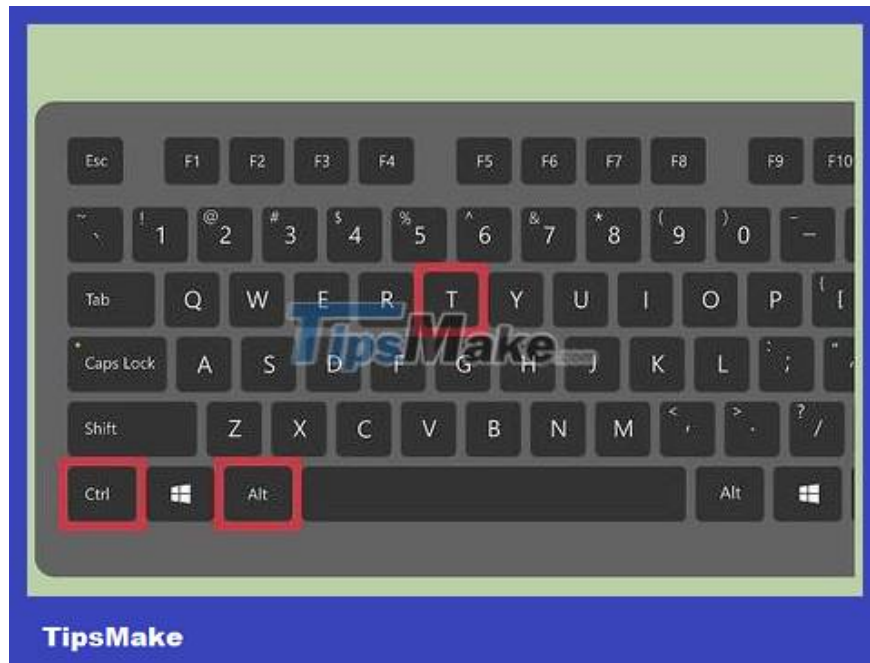 Esc F1 F2 F3 F4 F5 F6 F7 F8 F9 F10
~ ` ! 1 @ 2 # 3 $ 4 % 5 ^ 6 & 7 * 8 ( 9 ) 0 - _
Tab Q W E R T Y U I O P { [
TipsMake.com
Caps Lock A S D F G H J K L : ; "
Shift Z X C V B N M < , > . ? /
Ctrl Alt Alt
TipsMake